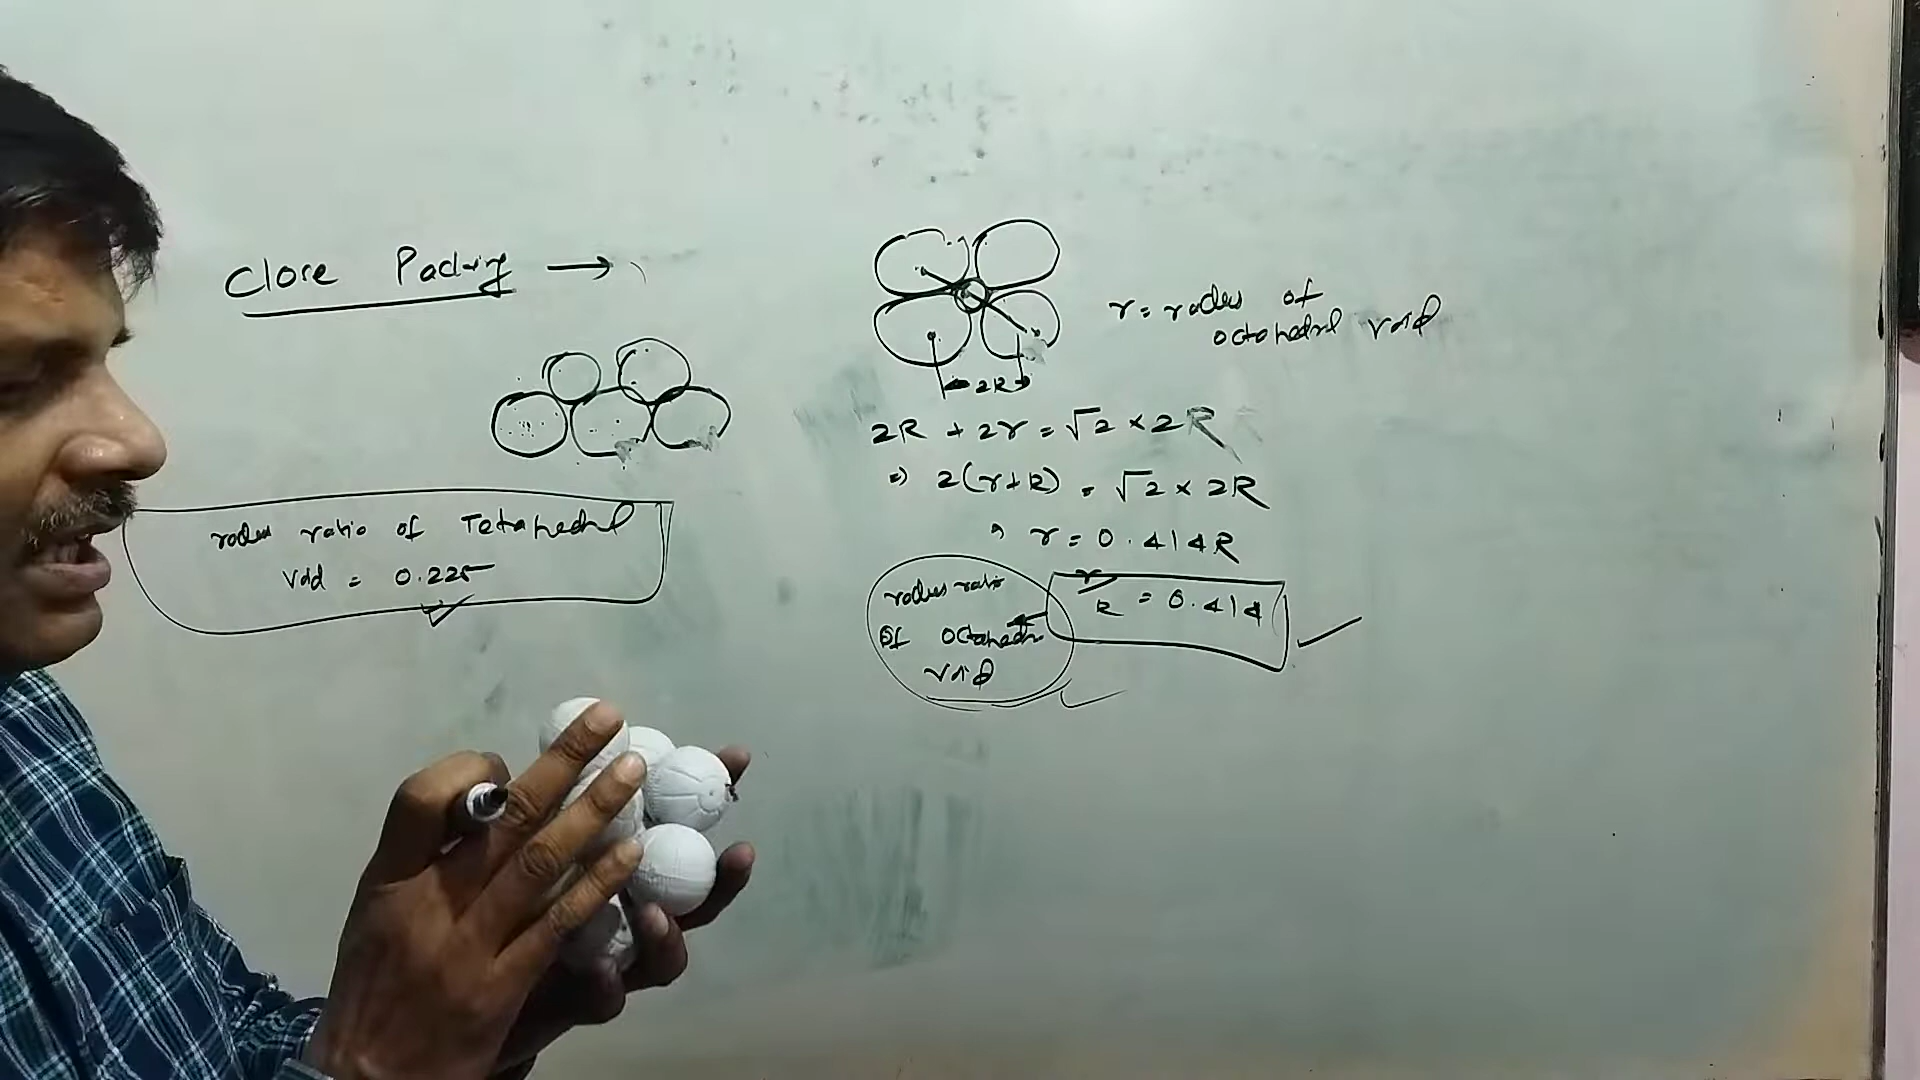 Close Packing →
radius ratio of Tetrahedral
Void = 0.225
2R
r = radius of
octahedral void
2R + 2r = √2 × 2R
⇒ 2(r+R) = √2 × 2R
⇒ r = 0.414R
r/R = 0.414
radius ratio
of octahedral
void